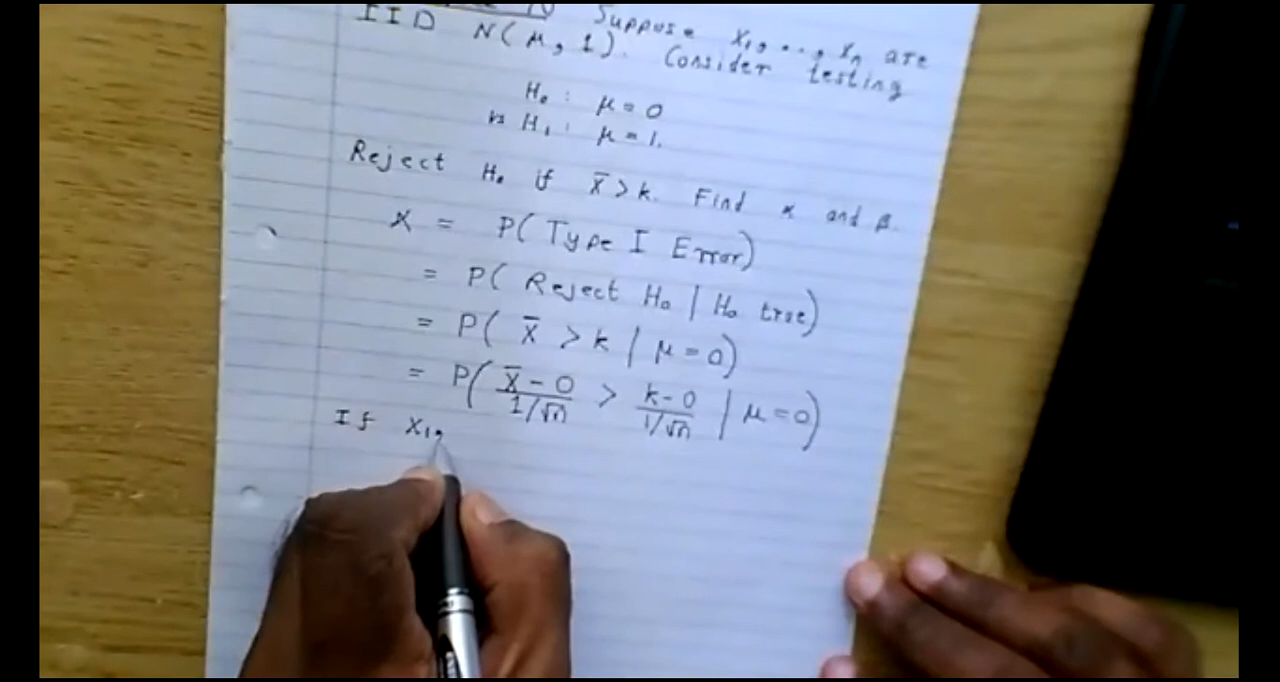 Suppose X₁, ..., Xₙ are
IID N(μ, 1). Consider testing
H₀ : μ = 0
vs H₁ : μ = 1.
Reject H₀ if X̄ > k. Find α and β.
α = P( Type I Error)
= P( Reject H₀ | H₀ true)
= P( X̄ > k | μ = 0)
= P( (X̄ - 0)/(1/√n) > (k - 0)/(1/√n) | μ = 0)
If X₁,